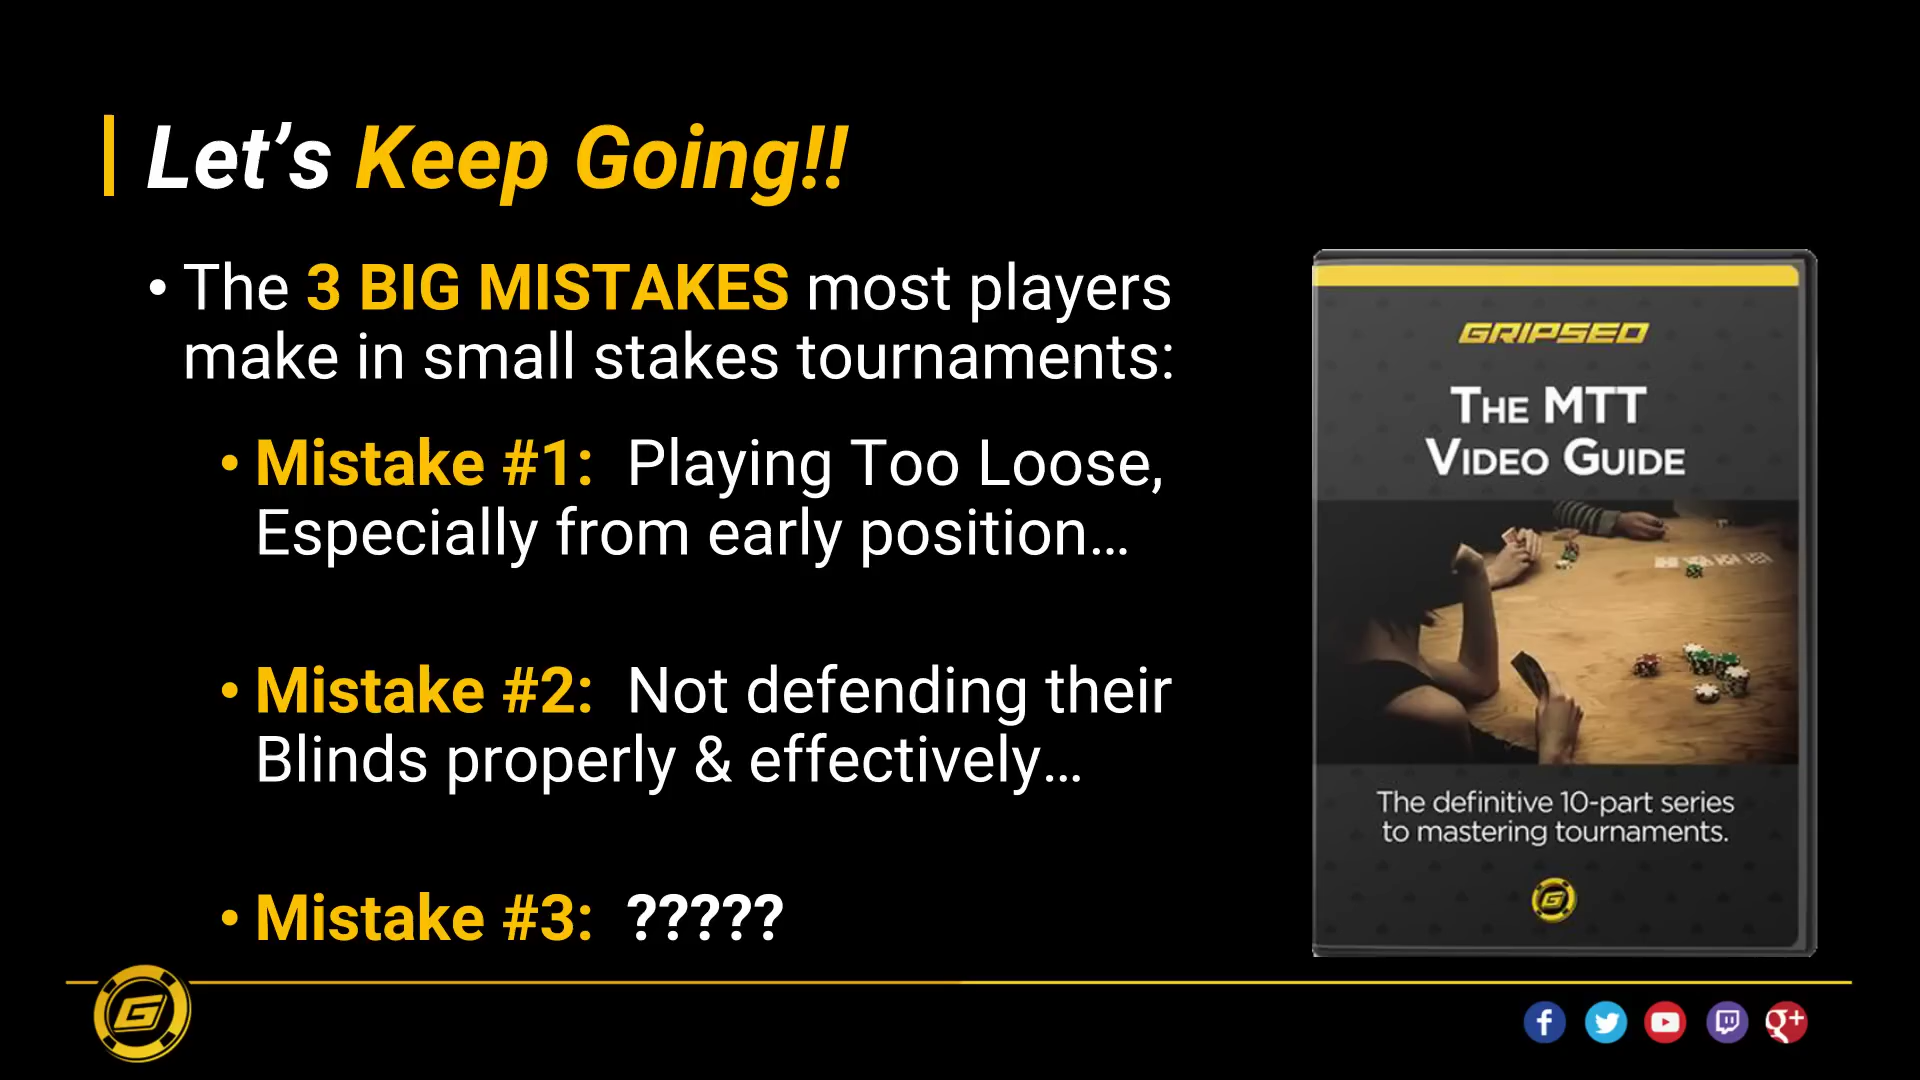 Let’s Keep Going!!
• The 3 BIG MISTAKES most players
make in small stakes tournaments:
• Mistake #1: Playing Too Loose,
Especially from early position…
• Mistake #2: Not defending their
Blinds properly & effectively…
• Mistake #3: ?????
GRIPSED
THE MTT
VIDEO GUIDE
The definitive 10-part series
to mastering tournaments.
G
G
f
g+